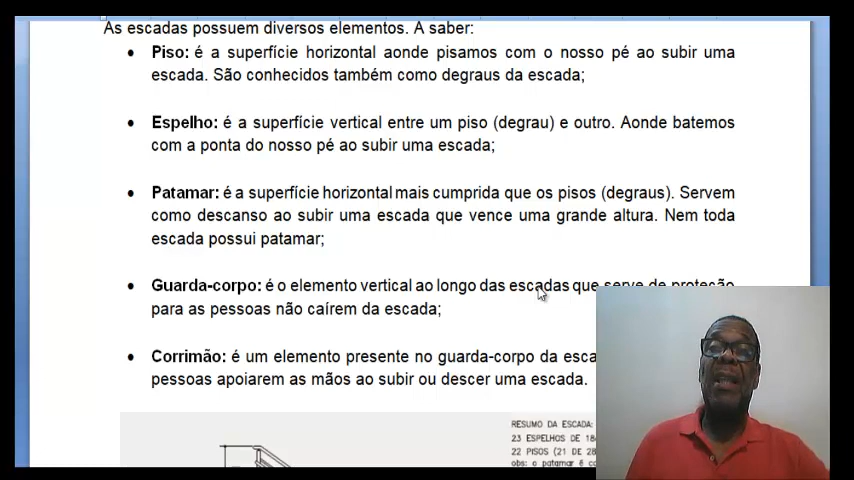 As escadas possuem diversos elementos. A saber:
• Piso: é a superfície horizontal aonde pisamos com o nosso pé ao subir uma
escada. São conhecidos também como degraus da escada;
• Espelho: é a superfície vertical entre um piso (degrau) e outro. Aonde batemos
com a ponta do nosso pé ao subir uma escada;
• Patamar: é a superfície horizontal mais cumprida que os pisos (degraus). Servem
como descanso ao subir uma escada que vence uma grande altura. Nem toda
escada possui patamar;
• Guarda-corpo: é o elemento vertical ao longo das escadas que serve de proteção
para as pessoas não caírem da escada;
• Corrimão: é um elemento presente no guarda-corpo da
pessoas apoiarem as mãos ao subir ou descer uma escada.
RESUMO DA ESCADA:
23 ESPELHOS DE
22 PISOS (21 DE 28
obs: o patamar é